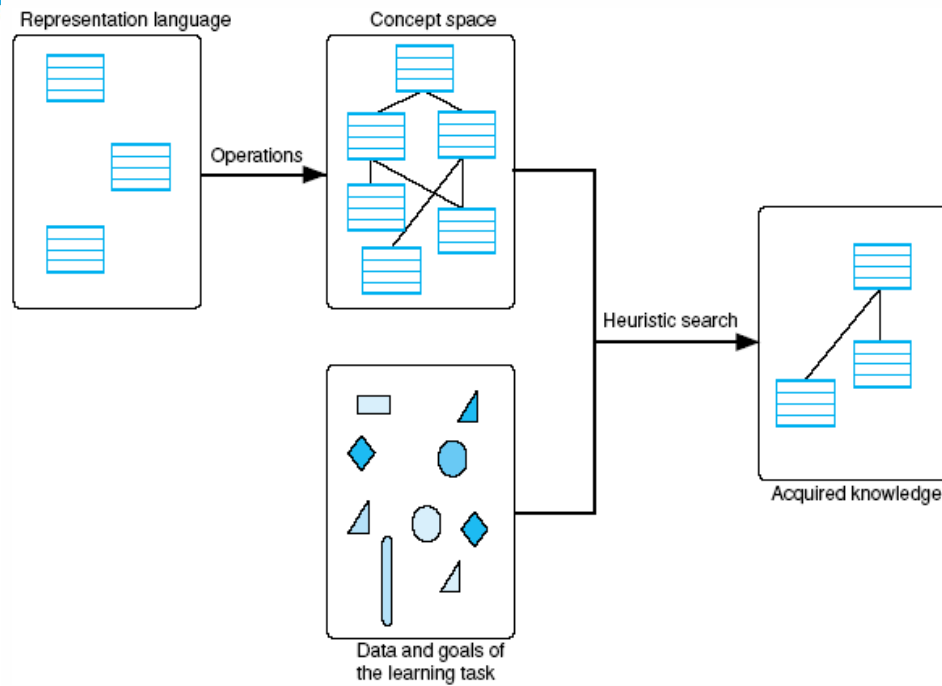 Representation language
Concept space
Operations
Heuristic search
Acquired knowledge
Data and goals of
the learning task